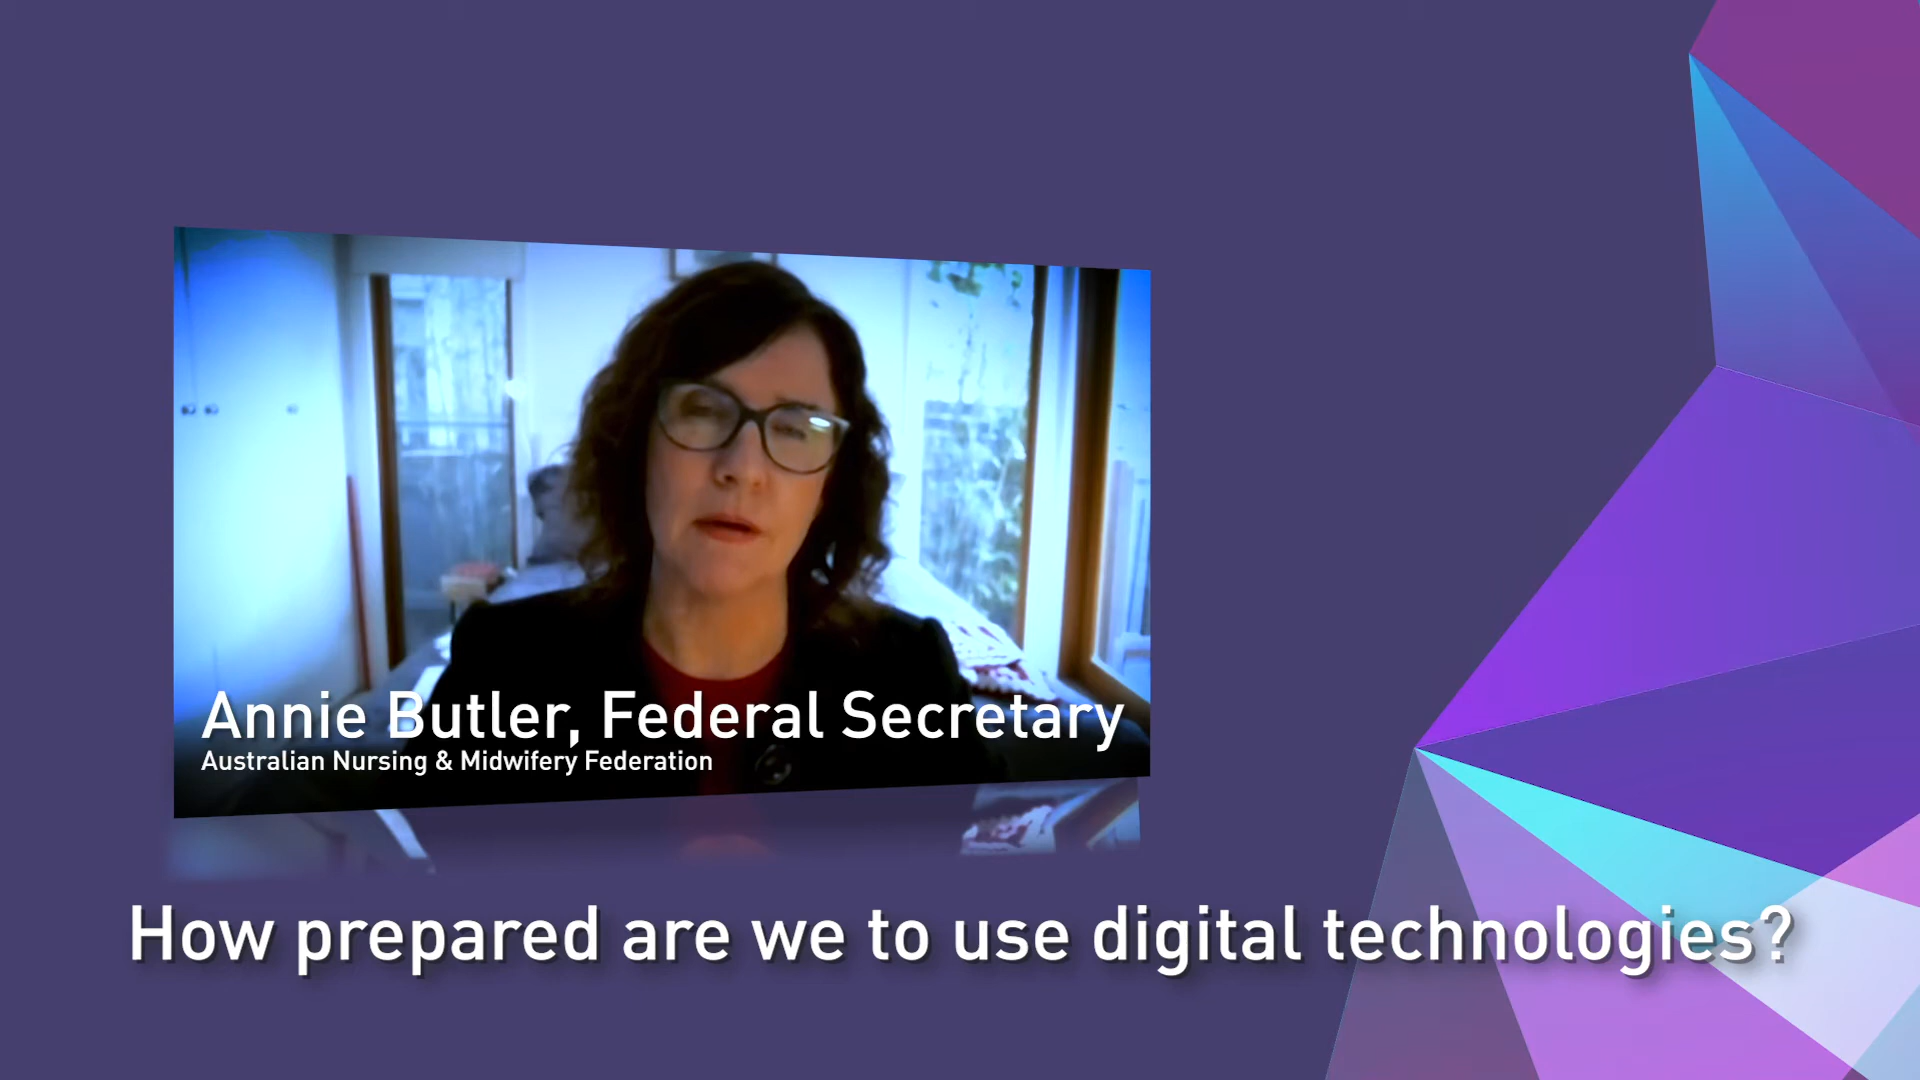 Annie Butler, Federal Secretary
Australian Nursing & Midwifery Federation
How prepared are we to use digital technologies?